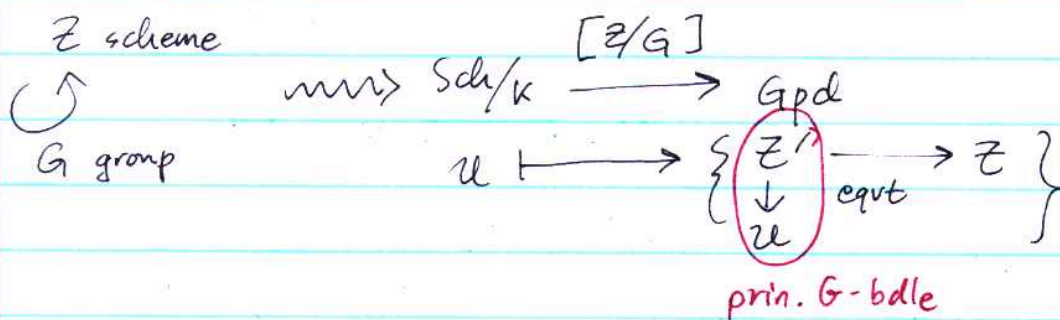 Z scheme
[Z/G]
⟿ Sch/k ⟶ Gpd
G group
U ⟼ { Z' ⟶ Z }
↓ eqvt
U
prin. G-bdle